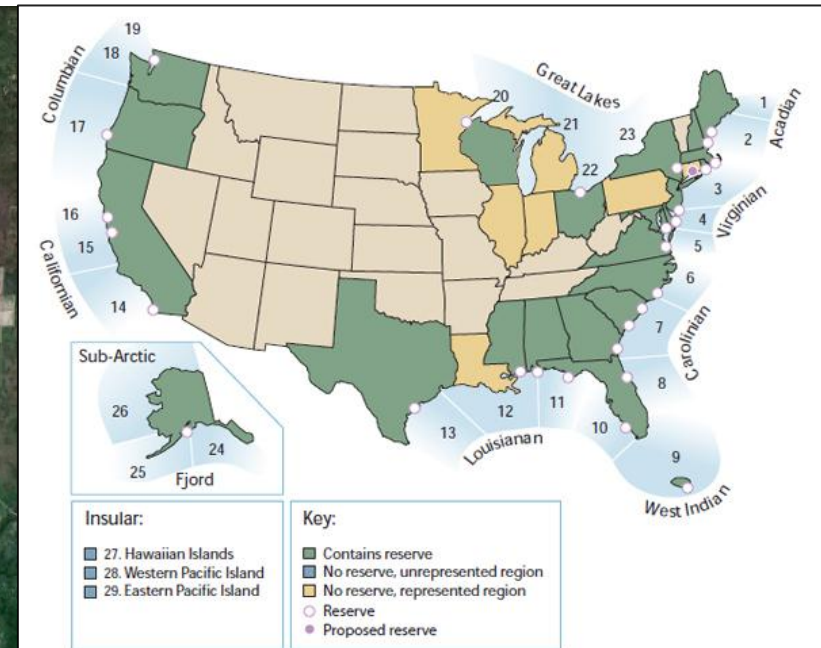 19
18
Columbian
17
16
15
Californian
14
20
Great Lakes
21
22
23
1
Acadian
2
3
Virginian
4
5
6
7
Carolinian
8
9
West Indian
10
11
12
Louisianan
13
Sub-Arctic
26
25
24
Fjord
Insular:
27. Hawaiian Islands
28. Western Pacific Island
29. Eastern Pacific Island
Key:
Contains reserve
No reserve, unrepresented region
No reserve, represented region
Reserve
Proposed reserve